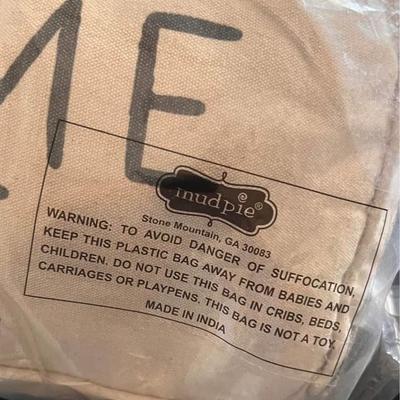 ME
mudpie®
Stone Mountain, GA 30083
WARNING: TO AVOID DANGER OF SUFFOCATION,
KEEP THIS PLASTIC BAG AWAY FROM BABIES AND
CHILDREN. DO NOT USE THIS BAG IN CRIBS, BEDS,
CARRIAGES OR PLAYPENS. THIS BAG IS NOT A TOY.
MADE IN INDIA